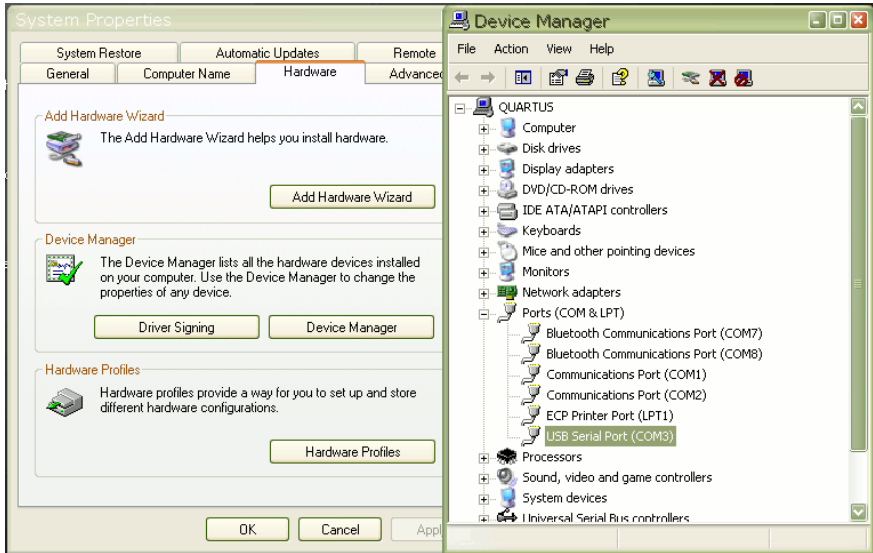 System Properties
System Restore
Automatic Updates
Remote
General
Computer Name
Hardware
Advanced
Add Hardware Wizard
The Add Hardware Wizard helps you install hardware.
Add Hardware Wizard
Device Manager
The Device Manager lists all the hardware devices installed
on your computer. Use the Device Manager to change the
properties of any device.
Driver Signing
Device Manager
Hardware Profiles
Hardware profiles provide a way for you to set up and store
different hardware configurations.
Hardware Profiles
OK
Cancel
Appl
Device Manager
File Action View Help
QUARTUS
Computer
Disk drives
Display adapters
DVD/CD-ROM drives
IDE ATA/ATAPI controllers
Keyboards
Mice and other pointing devices
Monitors
Network adapters
Ports (COM & LPT)
Bluetooth Communications Port (COM7)
Bluetooth Communications Port (COM8)
Communications Port (COM1)
Communications Port (COM2)
ECP Printer Port (LPT1)
USB Serial Port (COM3)
Processors
Sound, video and game controllers
System devices
Universal Serial Bus controllers